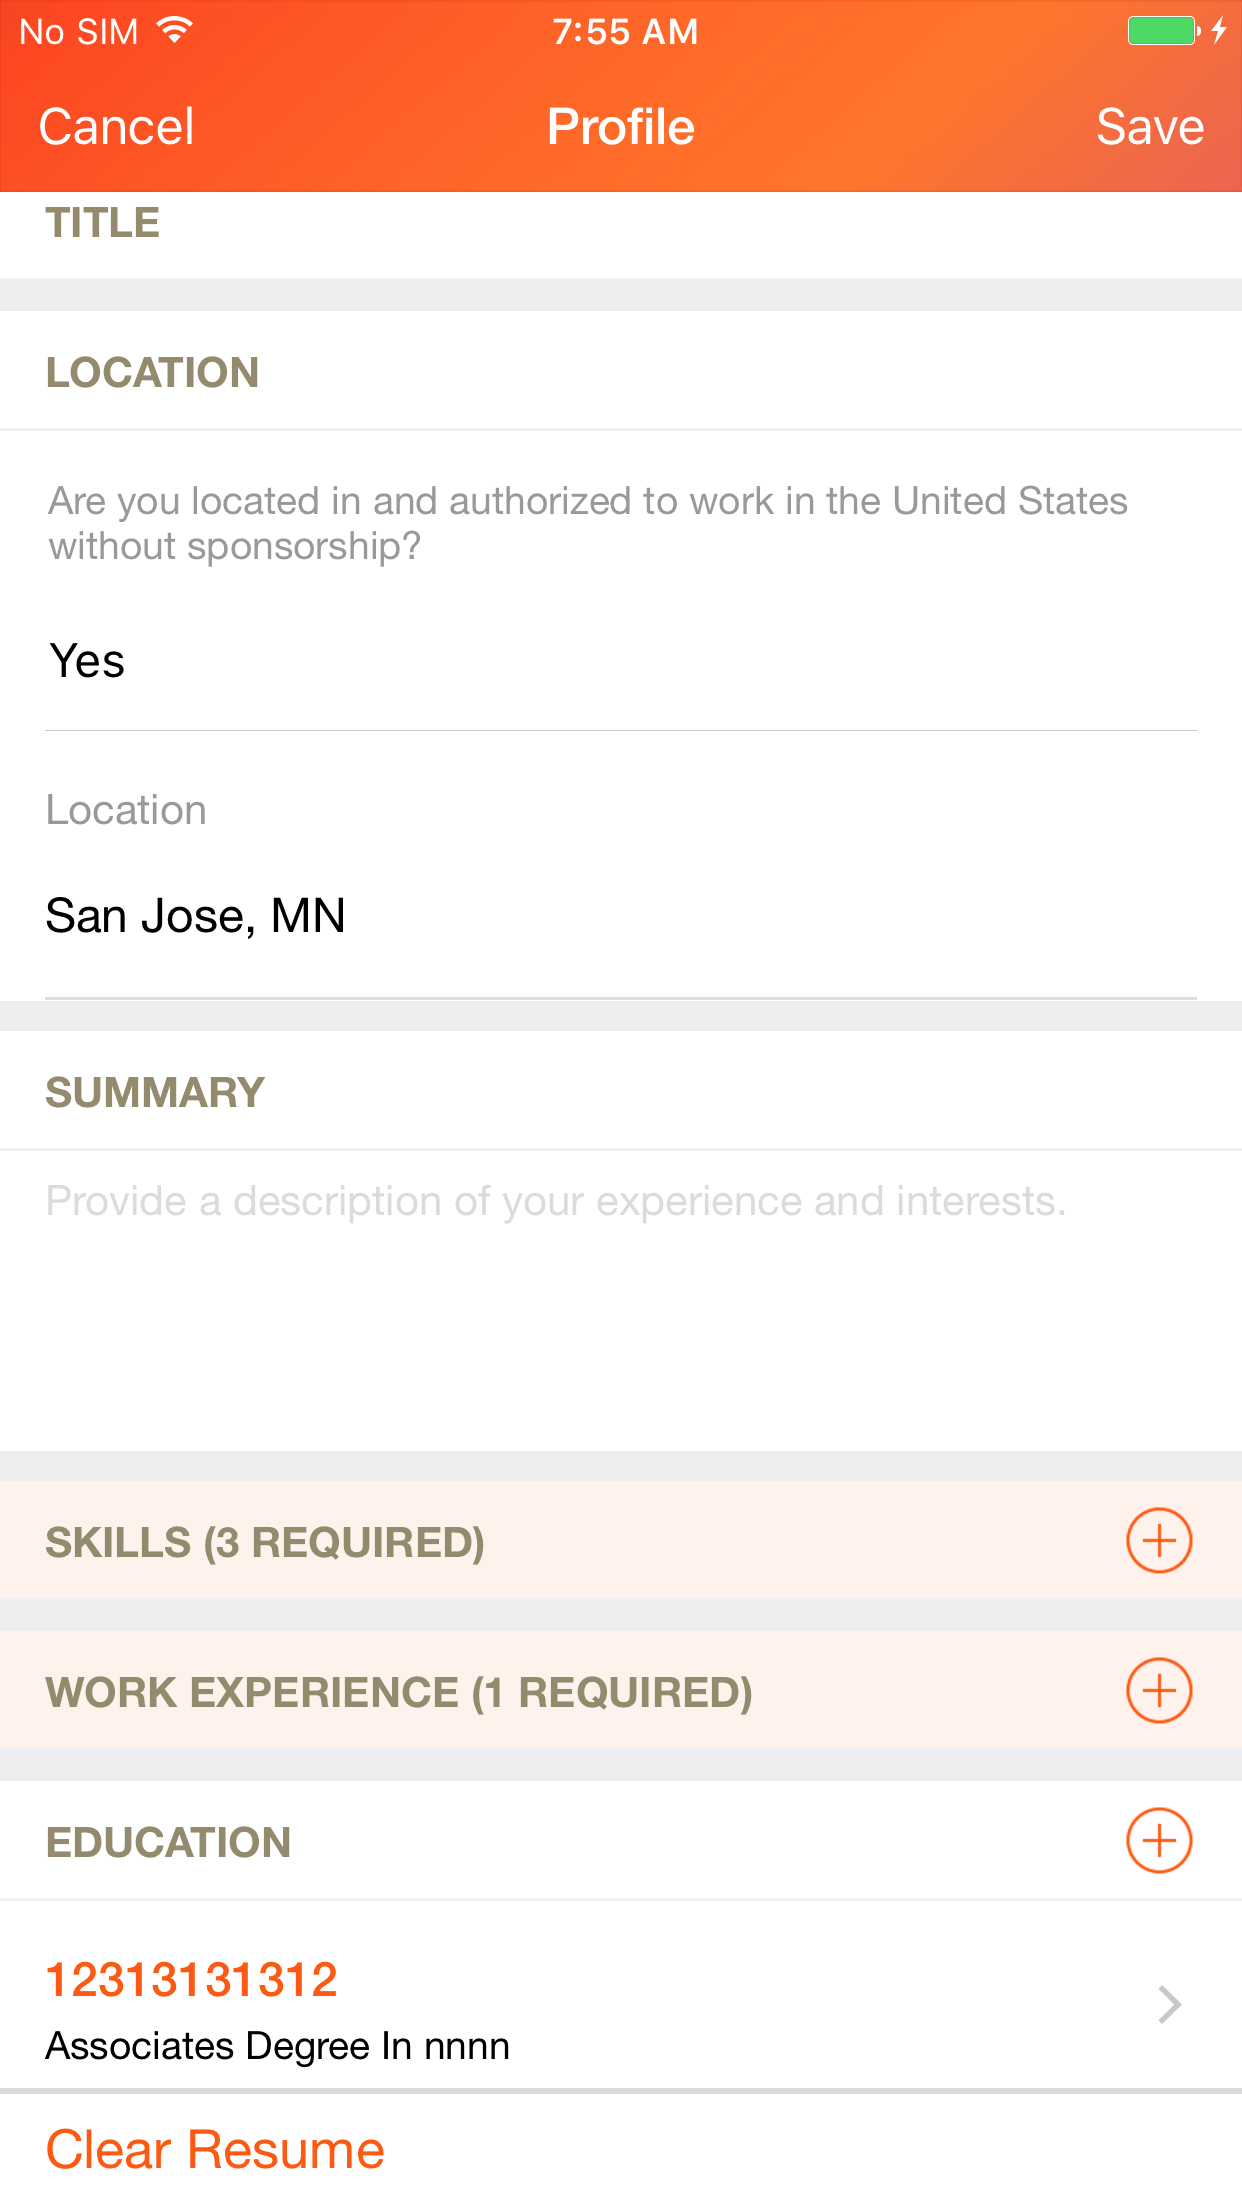 No SIM 7:55 AM
Cancel Profile Save
TITLE
LOCATION
Are you located in and authorized to work in the United States
without sponsorship?
Yes
Location
San Jose, MN
SUMMARY
Provide a description of your experience and interests.
SKILLS (3 REQUIRED)
WORK EXPERIENCE (1 REQUIRED)
EDUCATION
12313131312
Associates Degree In nnnn
Clear Resume